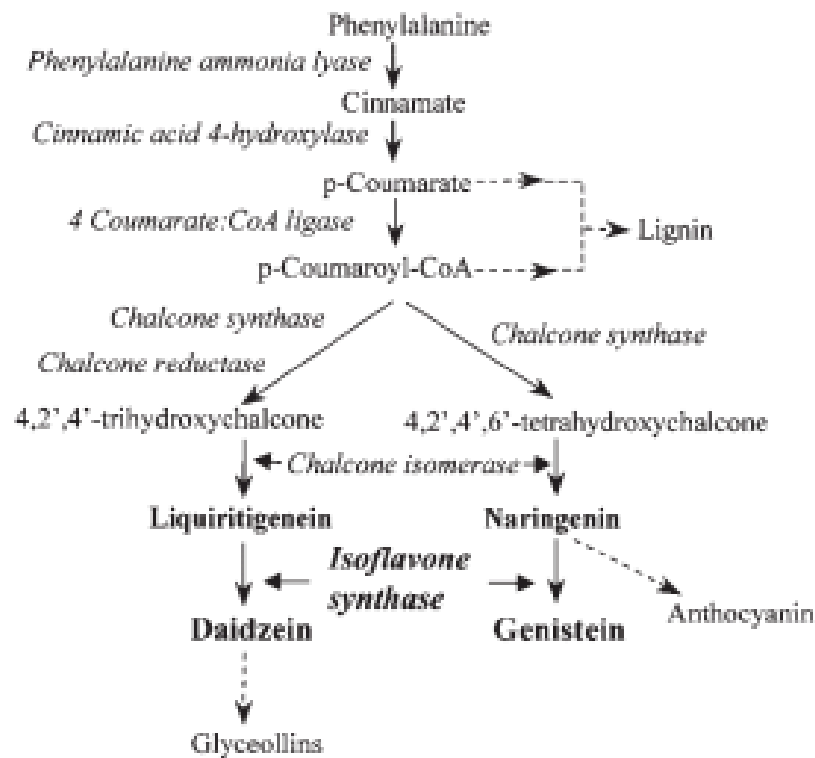 Phenylalanine
Phenylalanine ammonia lyase
Cinnamate
Cinnamic acid 4-hydroxylase
p-Coumarate
4 Coumarate:CoA ligase
Lignin
p-Coumaroyl-CoA
Chalcone synthase
Chalcone synthase
Chalcone reductase
4,2',4'-trihydroxychalcone
4,2',4',6'-tetrahydroxychalcone
Chalcone isomerase
Liquiritigenein
Naringenin
Isoflavone
synthase
Daidzein
Genistein
Anthocyanin
Glyceollins